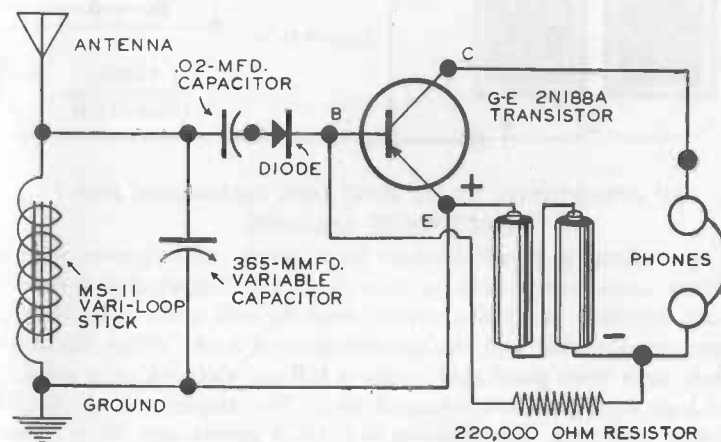 ANTENNA
.02-MFD.
CAPACITOR
DIODE
B
C
G-E 2N188A
TRANSISTOR
+
E
MS-11
VARI-LOOP
STICK
365-MMFD.
VARIABLE
CAPACITOR
PHONES
-
GROUND
220,000 OHM RESISTOR